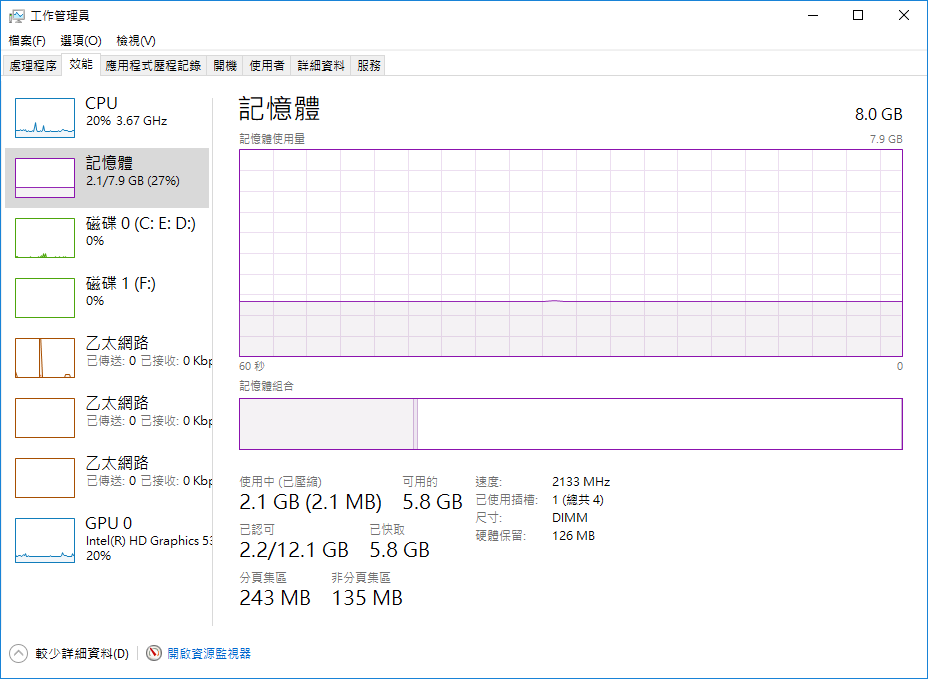 工作管理員
檔案(F) 選項(O) 檢視(V)
處理程序 效能 應用程式歷程記錄 開機 使用者 詳細資料 服務
CPU
20% 3.67 GHz
記憶體
2.1/7.9 GB (27%)
磁碟 0 (C: E: D:)
0%
磁碟 1 (F:)
0%
乙太網路
已傳送: 0 已接收: 0 Kbp
乙太網路
已傳送: 0 已接收: 0 Kbp
乙太網路
已傳送: 0 已接收: 0 Kbp
GPU 0
Intel(R) HD Graphics 53
20%
記憶體 8.0 GB
記憶體使用量 7.9 GB
60 秒 0
記憶體組合
使用中 (已壓縮) 可用的
2.1 GB (2.1 MB) 5.8 GB
已認可 已快取
2.2/12.1 GB 5.8 GB
分頁集區 非分頁集區
243 MB 135 MB
速度: 2133 MHz
已使用插槽: 1 (總共 4)
尺寸: DIMM
硬體保留: 126 MB
較少詳細資料(D) 開啟資源監視器